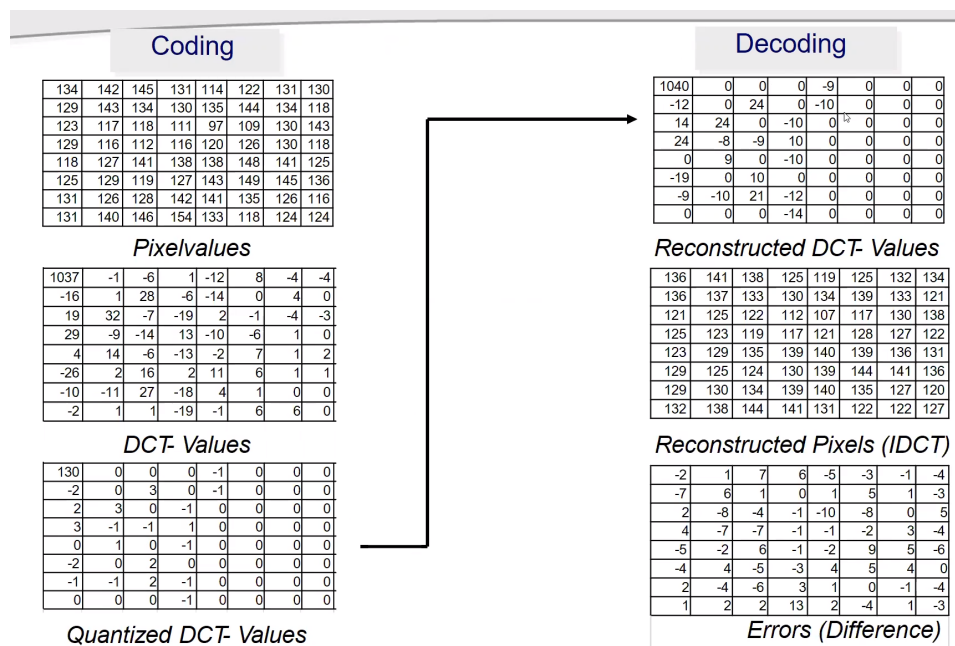 Coding
134 142 145 131 114 122 131 130
129 143 134 130 135 144 134 118
123 117 118 111 97 109 130 143
129 116 112 116 120 126 130 118
118 127 141 138 138 148 141 125
125 129 119 127 143 149 145 136
131 126 128 142 141 135 126 116
131 140 146 154 133 118 124 124
Pixelvalues
1037 -1 -6 1 -12 8 -4 -4
-16 1 28 -6 -14 0 4 0
19 32 -7 -19 2 -1 -4 -3
29 -9 -14 13 -10 -6 1 0
4 14 -6 -13 -2 7 1 2
-26 2 16 2 11 6 1 1
-10 -11 27 -18 4 1 0 0
-2 1 1 -19 -1 6 6 0
DCT- Values
130 0 0 0 -1 0 0 0
-2 0 3 0 -1 0 0 0
2 3 0 -1 0 0 0 0
3 -1 -1 1 0 0 0 0
0 1 0 -1 0 0 0 0
-2 0 2 0 0 0 0 0
-1 -1 2 -1 0 0 0 0
0 0 0 -1 0 0 0 0
Quantized DCT- Values
Decoding
1040 0 0 0 -9 0 0 0
-12 0 24 0 -10 0 0 0
14 24 0 -10 0 0 0 0
24 -8 -9 10 0 0 0 0
0 9 0 -10 0 0 0 0
-19 0 10 0 0 0 0 0
-9 -10 21 -12 0 0 0 0
0 0 0 -14 0 0 0 0
Reconstructed DCT- Values
136 141 138 125 119 125 132 134
136 137 133 130 134 139 133 121
121 125 122 112 107 117 130 138
125 123 119 117 121 128 127 122
123 129 135 139 140 139 136 131
129 125 124 130 139 144 141 136
129 130 134 139 140 135 127 120
132 138 144 141 131 122 122 127
Reconstructed Pixels (IDCT)
-2 1 7 6 -5 -3 -1 -4
-7 6 1 0 1 5 1 -3
2 -8 -4 -1 -10 -8 0 5
4 -7 -7 -1 -1 -2 3 -4
-5 -2 6 -1 -2 9 5 -6
-4 4 -5 -3 4 5 4 0
2 -4 -6 3 1 0 -1 -4
1 2 2 13 2 -4 1 -3
Errors (Difference)